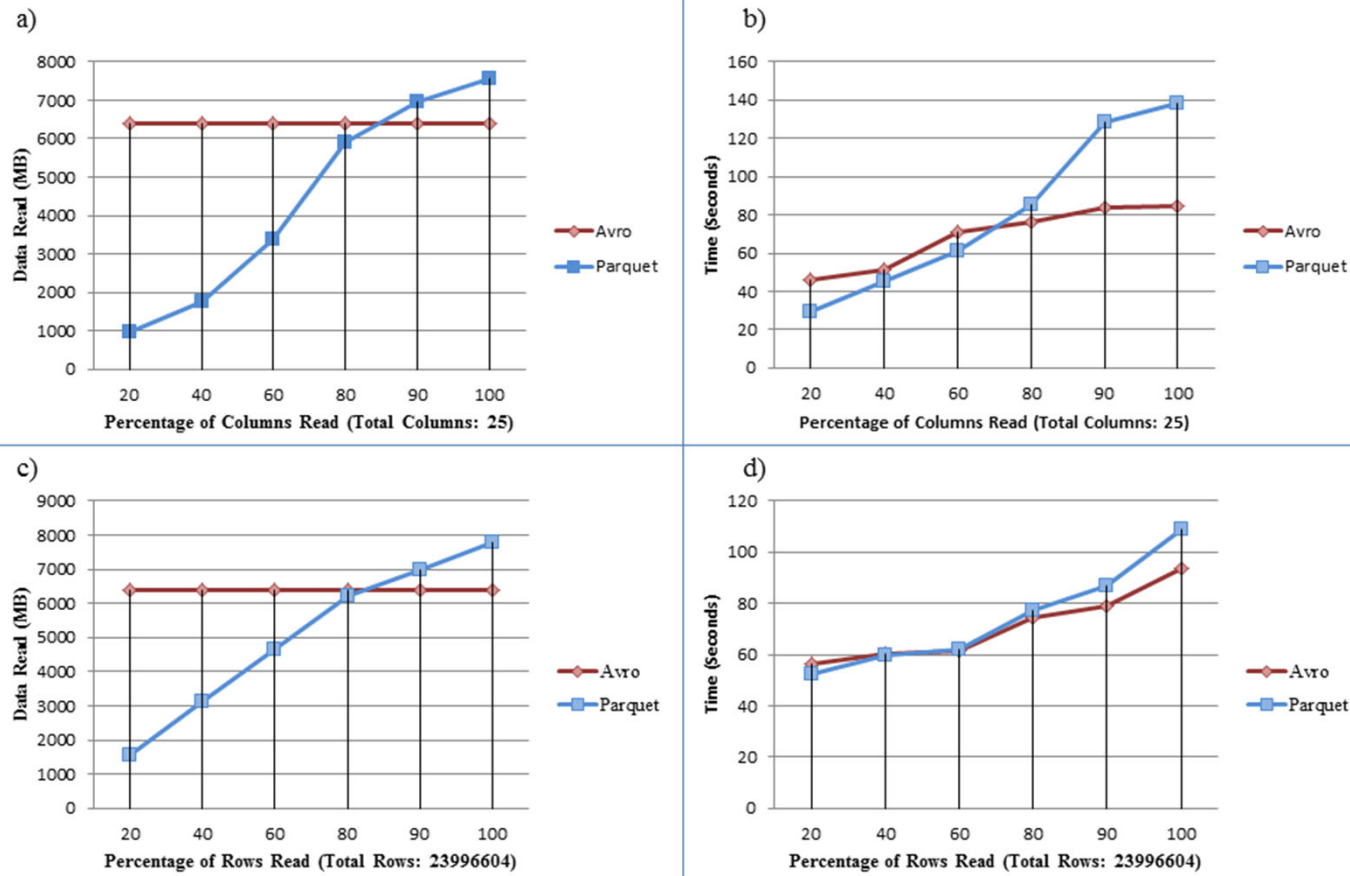 a)
8000
7000
6000
5000
4000
3000
2000
1000
0
Data Read (MB)
20 40 60 80 90 100
Percentage of Columns Read (Total Columns: 25)
Avro
Parquet
b)
160
140
120
100
80
60
40
20
0
Time (Seconds)
20 40 60 80 90 100
Percentage of Columns Read (Total Columns: 25)
Avro
Parquet
c)
9000
8000
7000
6000
5000
4000
3000
2000
1000
0
Data Read (MB)
20 40 60 80 90 100
Percentage of Rows Read (Total Rows: 23996604)
Avro
Parquet
d)
120
100
80
60
40
20
0
Time (Seconds)
20 40 60 80 90 100
Percentage of Rows Read (Total Rows: 23996604)
Avro
Parquet